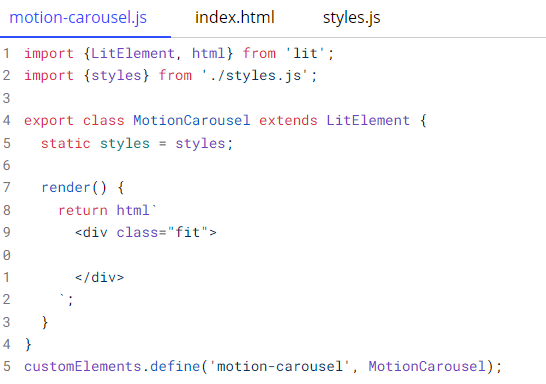 motion-carousel.js index.html styles.js
1 import {LitElement, html} from 'lit';
2 import {styles} from './styles.js';
3
4 export class MotionCarousel extends LitElement {
5   static styles = styles;
6
7   render() {
8     return html`
9       <div class="fit">
0
1       </div>
2     `;
3   }
4 }
5 customElements.define('motion-carousel', MotionCarousel);